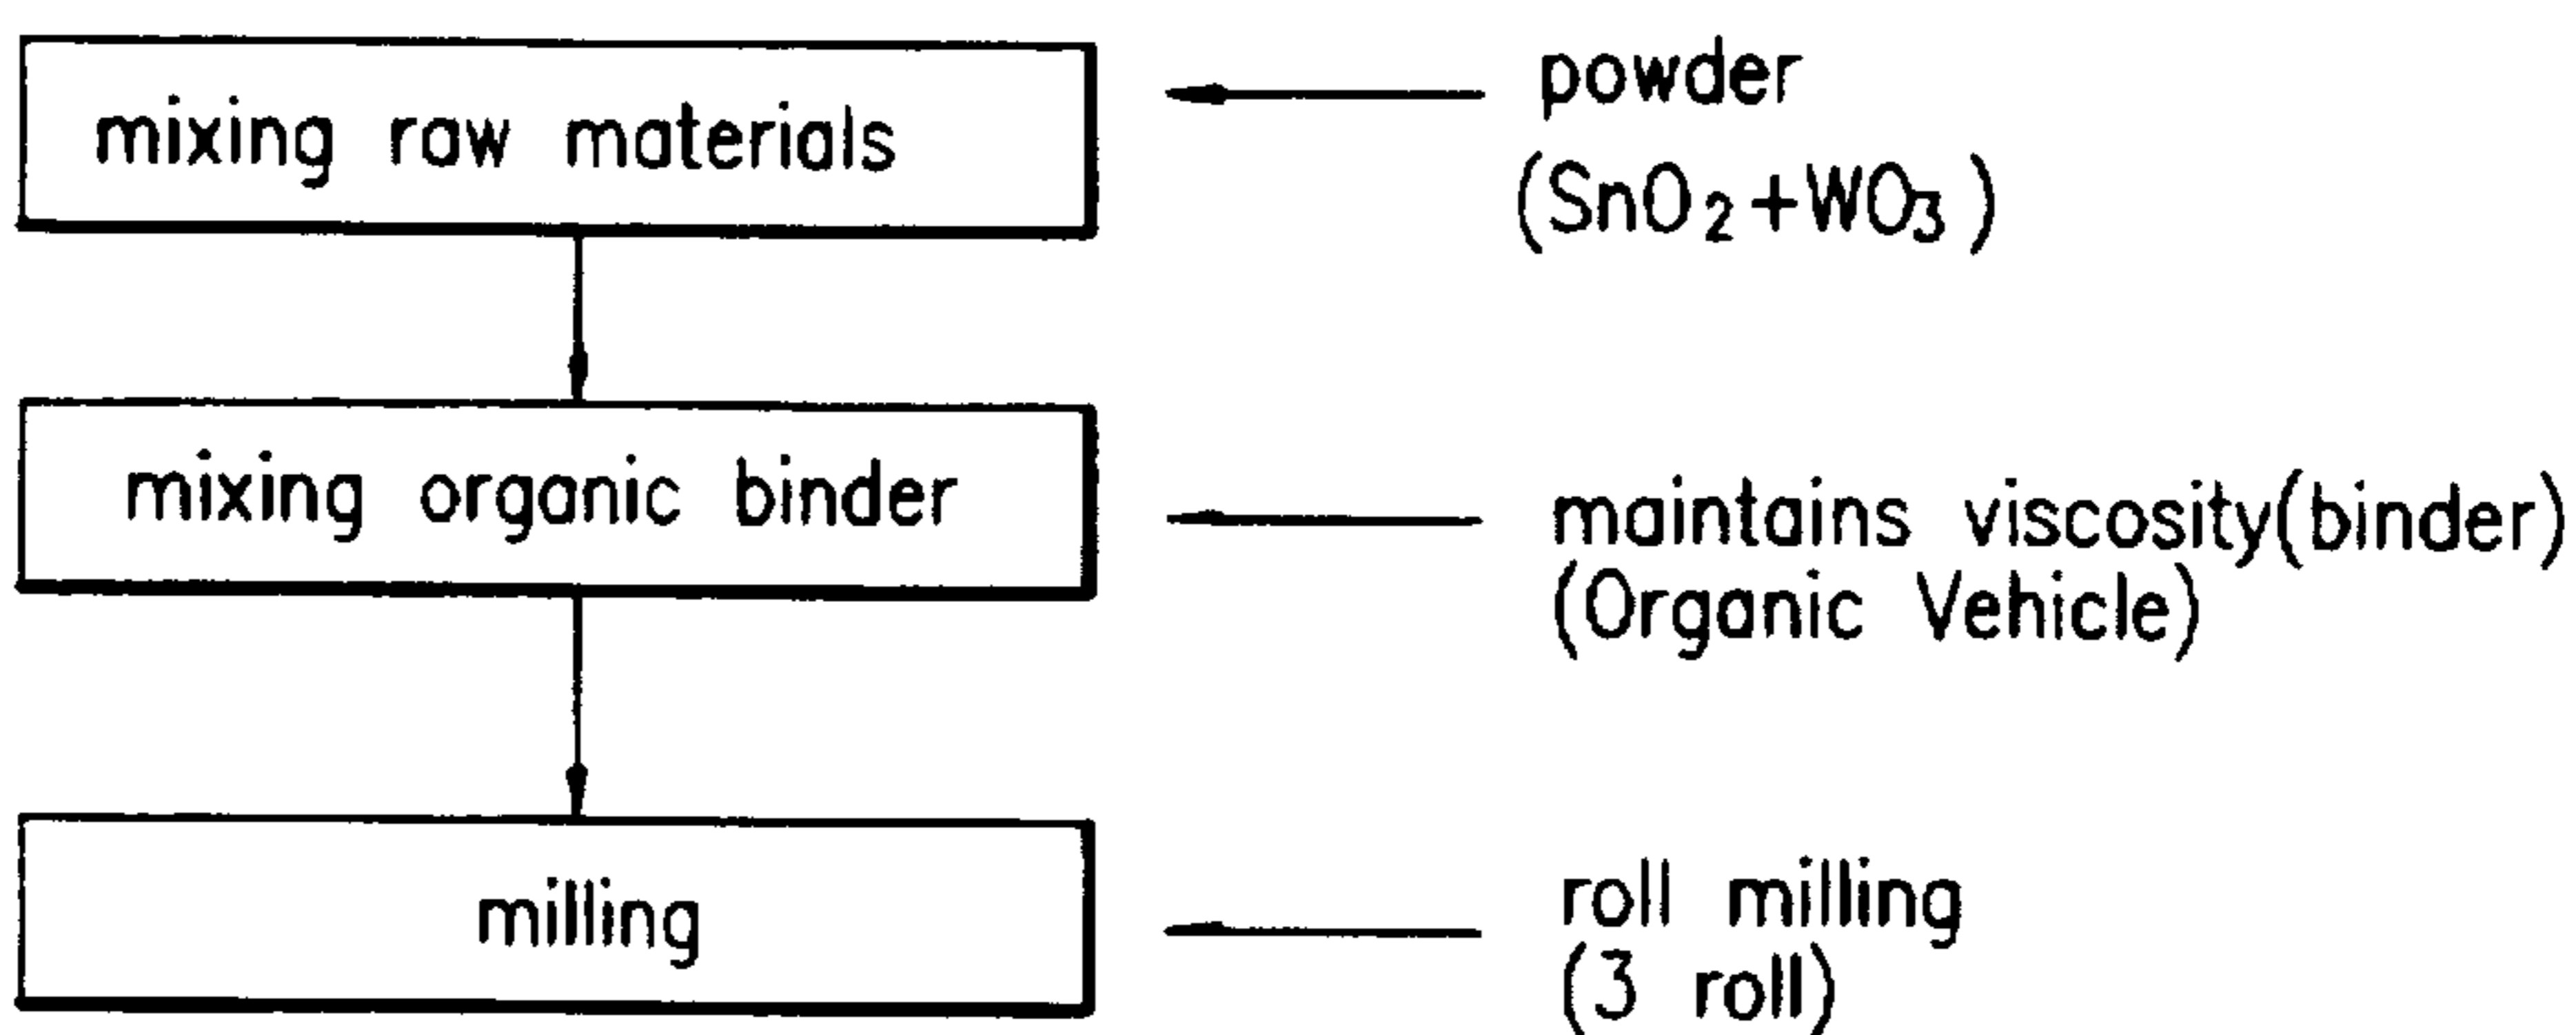 mixing raw materials
powder
(SnO₂+WO₃)
mixing organic binder
maintains viscosity(binder)
(Organic Vehicle)
milling
roll milling
(3 roll)